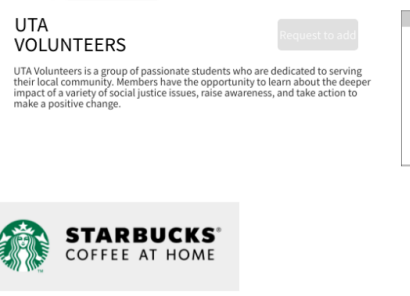 UTA
VOLUNTEERS
Request to add
UTA Volunteers is a group of passionate students who are dedicated to serving
their local community. Members have the opportunity to learn about the deeper
impact of a variety of social justice issues, raise awareness, and take action to
make a positive change.
STARBUCKS®
COFFEE AT HOME
TM